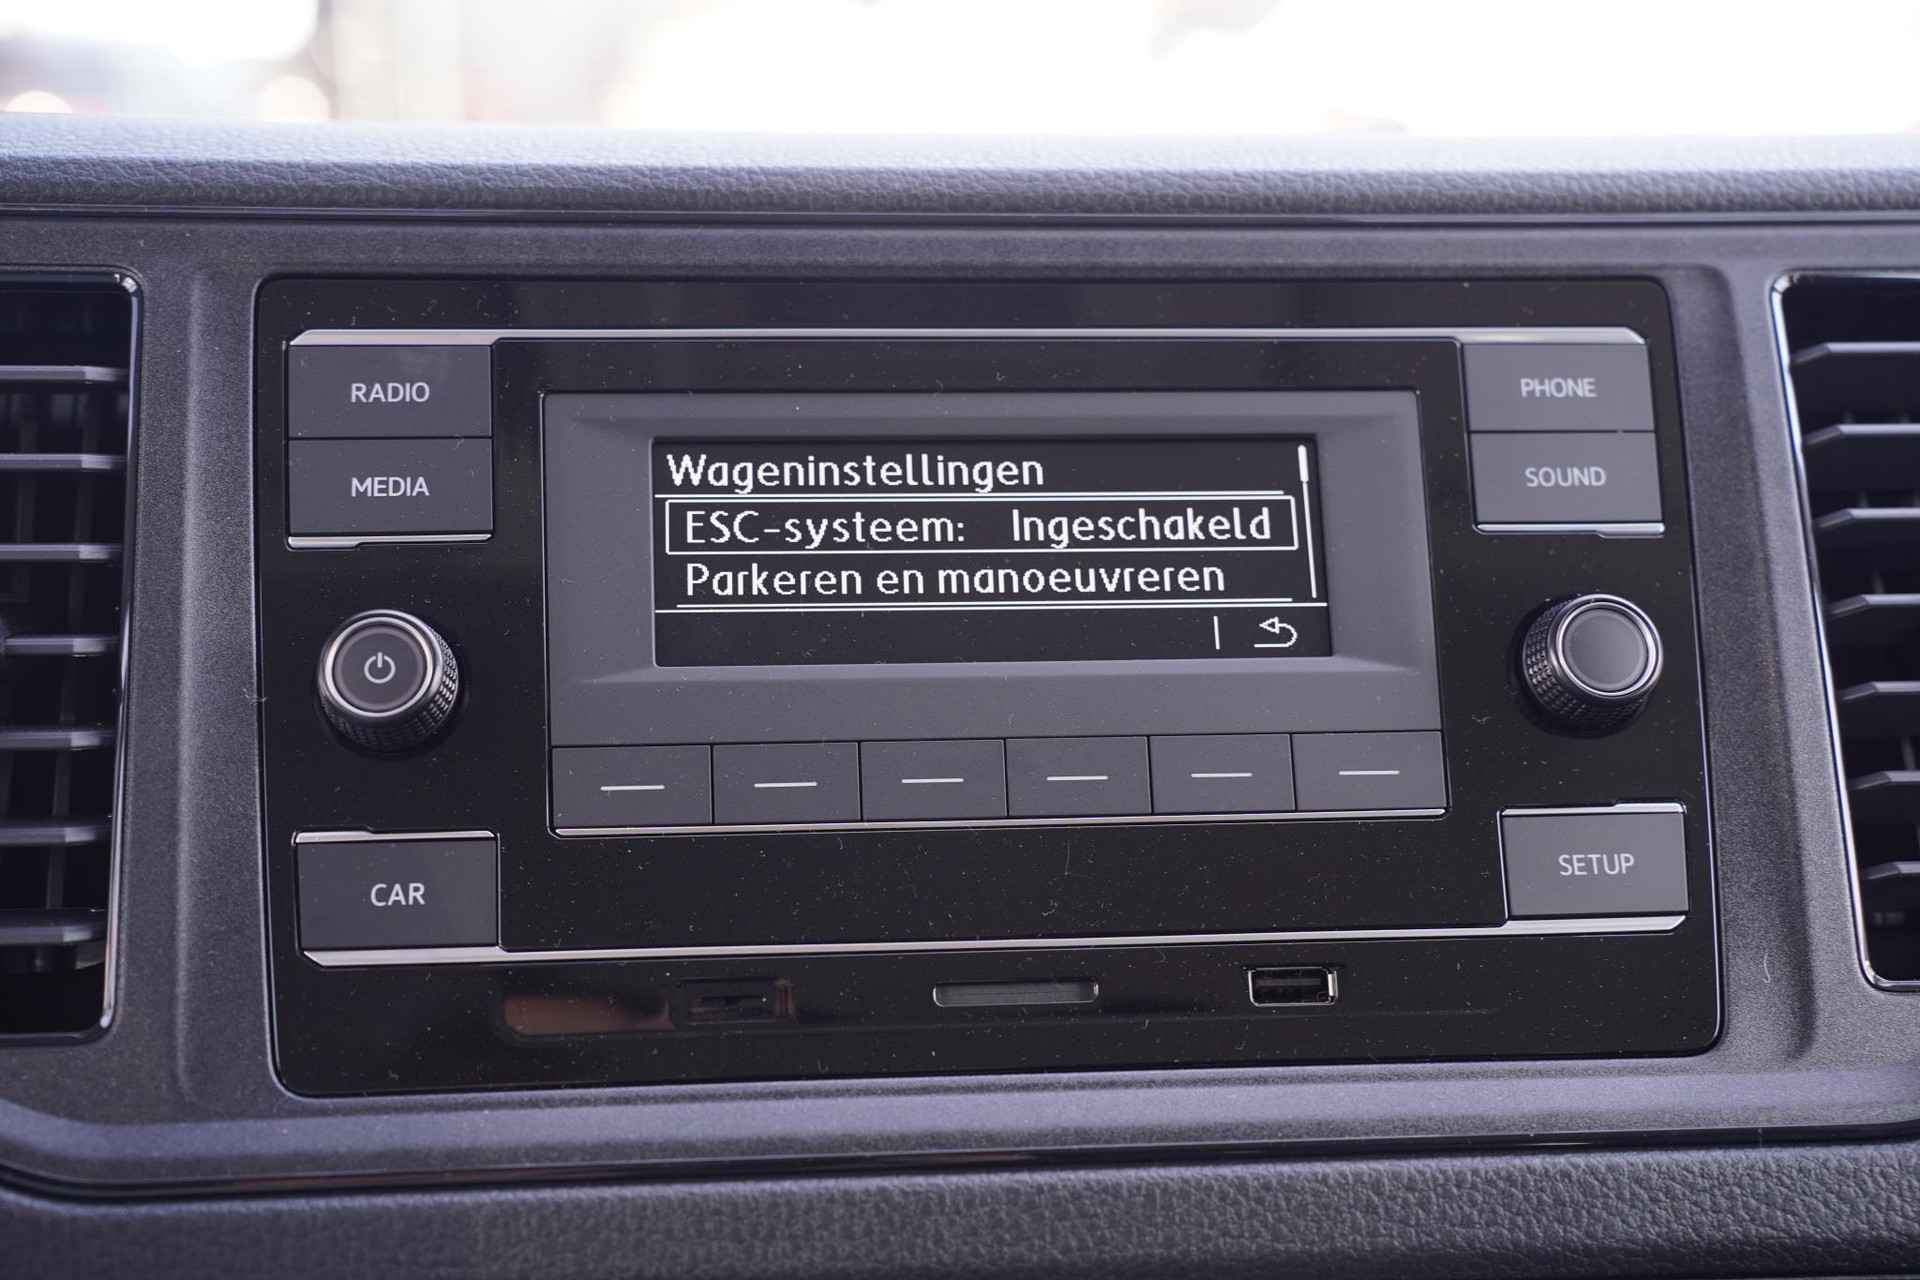 RADIO
MEDIA
Wageninstellingen
ESC-systeem: Ingeschakeld
Parkeren en manoeuvreren
PHONE
SOUND
CAR
SETUP